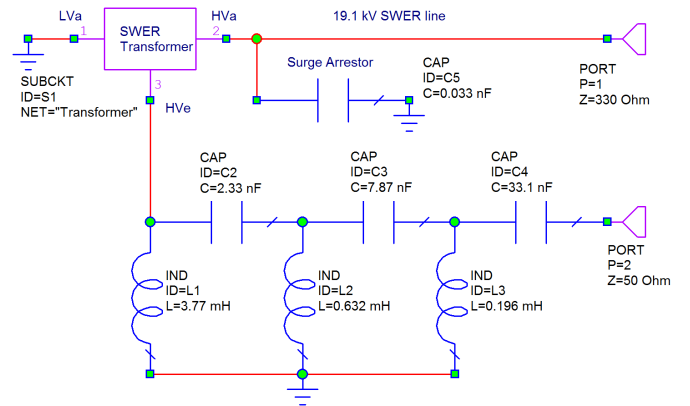 LVa
HVa
19.1 kV SWER line
1
SWER
Transformer
2
3
SUBCKT
ID=S1
NET="Transformer"
HVe
Surge Arrestor
CAP
ID=C5
C=0.033 nF
PORT
P=1
Z=330 Ohm
CAP
ID=C2
C=2.33 nF
CAP
ID=C3
C=7.87 nF
CAP
ID=C4
C=33.1 nF
IND
ID=L1
L=3.77 mH
IND
ID=L2
L=0.632 mH
IND
ID=L3
L=0.196 mH
PORT
P=2
Z=50 Ohm